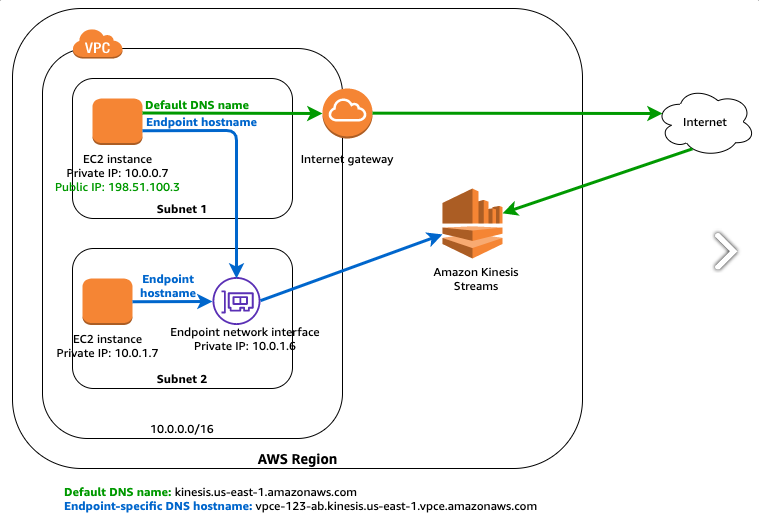 VPC
Default DNS name
Endpoint hostname
EC2 instance
Private IP: 10.0.0.7
Public IP: 198.51.100.3
Subnet 1
Internet gateway
Internet
Amazon Kinesis
Streams
Endpoint
hostname
EC2 instance
Private IP: 10.0.1.7
Endpoint network interface
Private IP: 10.0.1.6
Subnet 2
10.0.0.0/16
AWS Region
Default DNS name: kinesis.us-east-1.amazonaws.com
Endpoint-specific DNS hostname: vpce-123-ab.kinesis.us-east-1.vpce.amazonaws.com